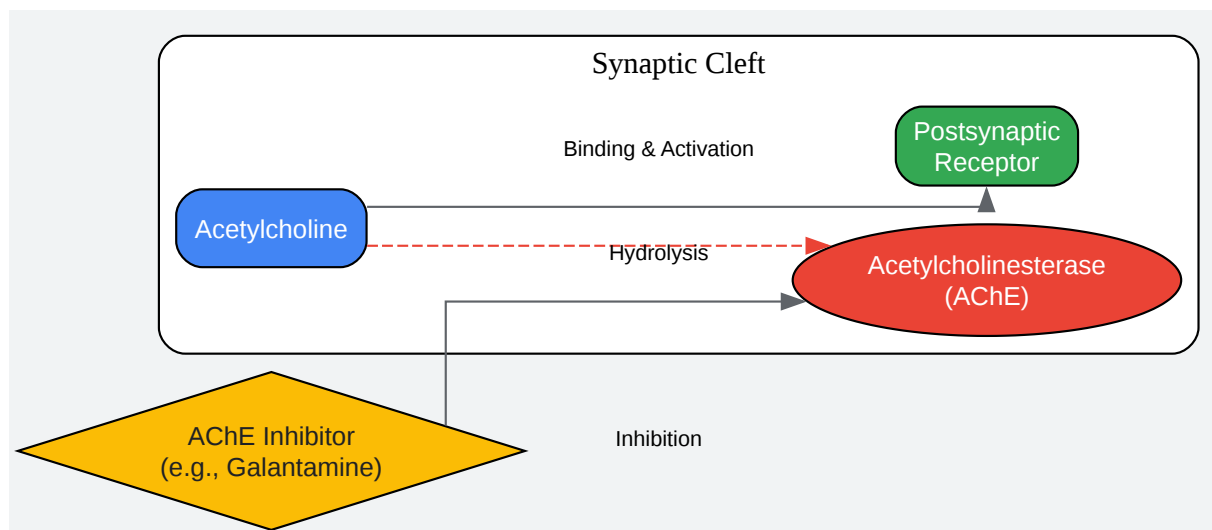 Synaptic Cleft
Binding & Activation
Postsynaptic
Receptor
Acetylcholine
Hydrolysis
Acetylcholinesterase
(AChE)
AChE Inhibitor
(e.g., Galantamine)
Inhibition